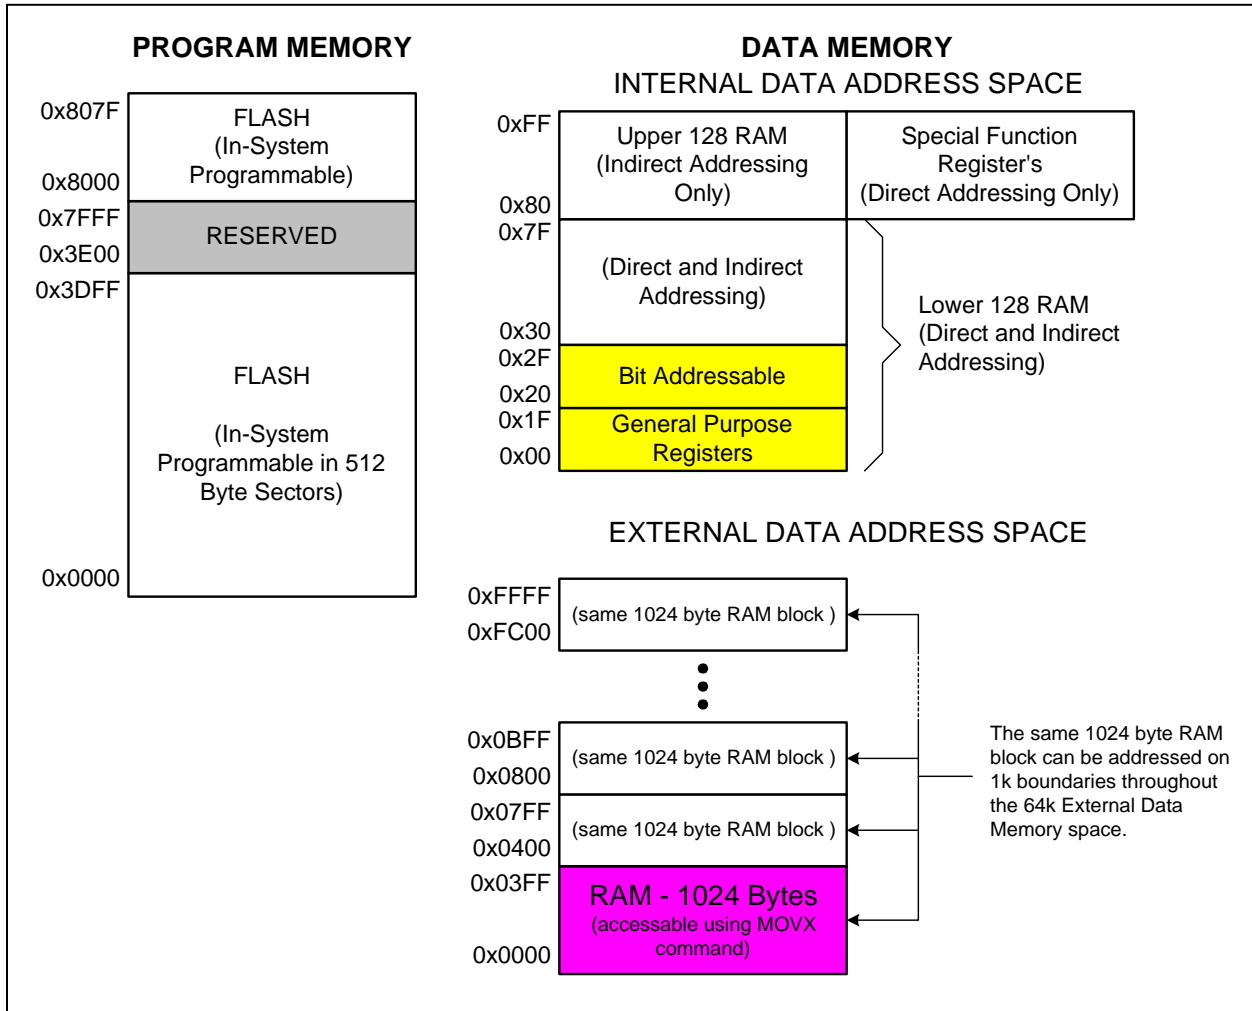 PROGRAM MEMORY
0x807F
FLASH
(In-System
Programmable)
0x8000
0x7FFF
RESERVED
0x3E00
0x3DFF
FLASH
(In-System
Programmable in 512
Byte Sectors)
0x0000
DATA MEMORY
INTERNAL DATA ADDRESS SPACE
0xFF
Upper 128 RAM
(Indirect Addressing
Only)
0x80
Special Function
Register's
(Direct Addressing Only)
0x7F
(Direct and Indirect
Addressing)
0x30
0x2F
Bit Addressable
0x20
0x1F
General Purpose
Registers
0x00
Lower 128 RAM
(Direct and Indirect
Addressing)
EXTERNAL DATA ADDRESS SPACE
0xFFFF
(same 1024 byte RAM block )
0xFC00
0x0BFF
(same 1024 byte RAM block )
0x0800
0x07FF
(same 1024 byte RAM block )
0x0400
0x03FF
RAM - 1024 Bytes
(accessable using MOVX
command)
0x0000
The same 1024 byte RAM
block can be addressed on
1k boundaries throughout
the 64k External Data
Memory space.